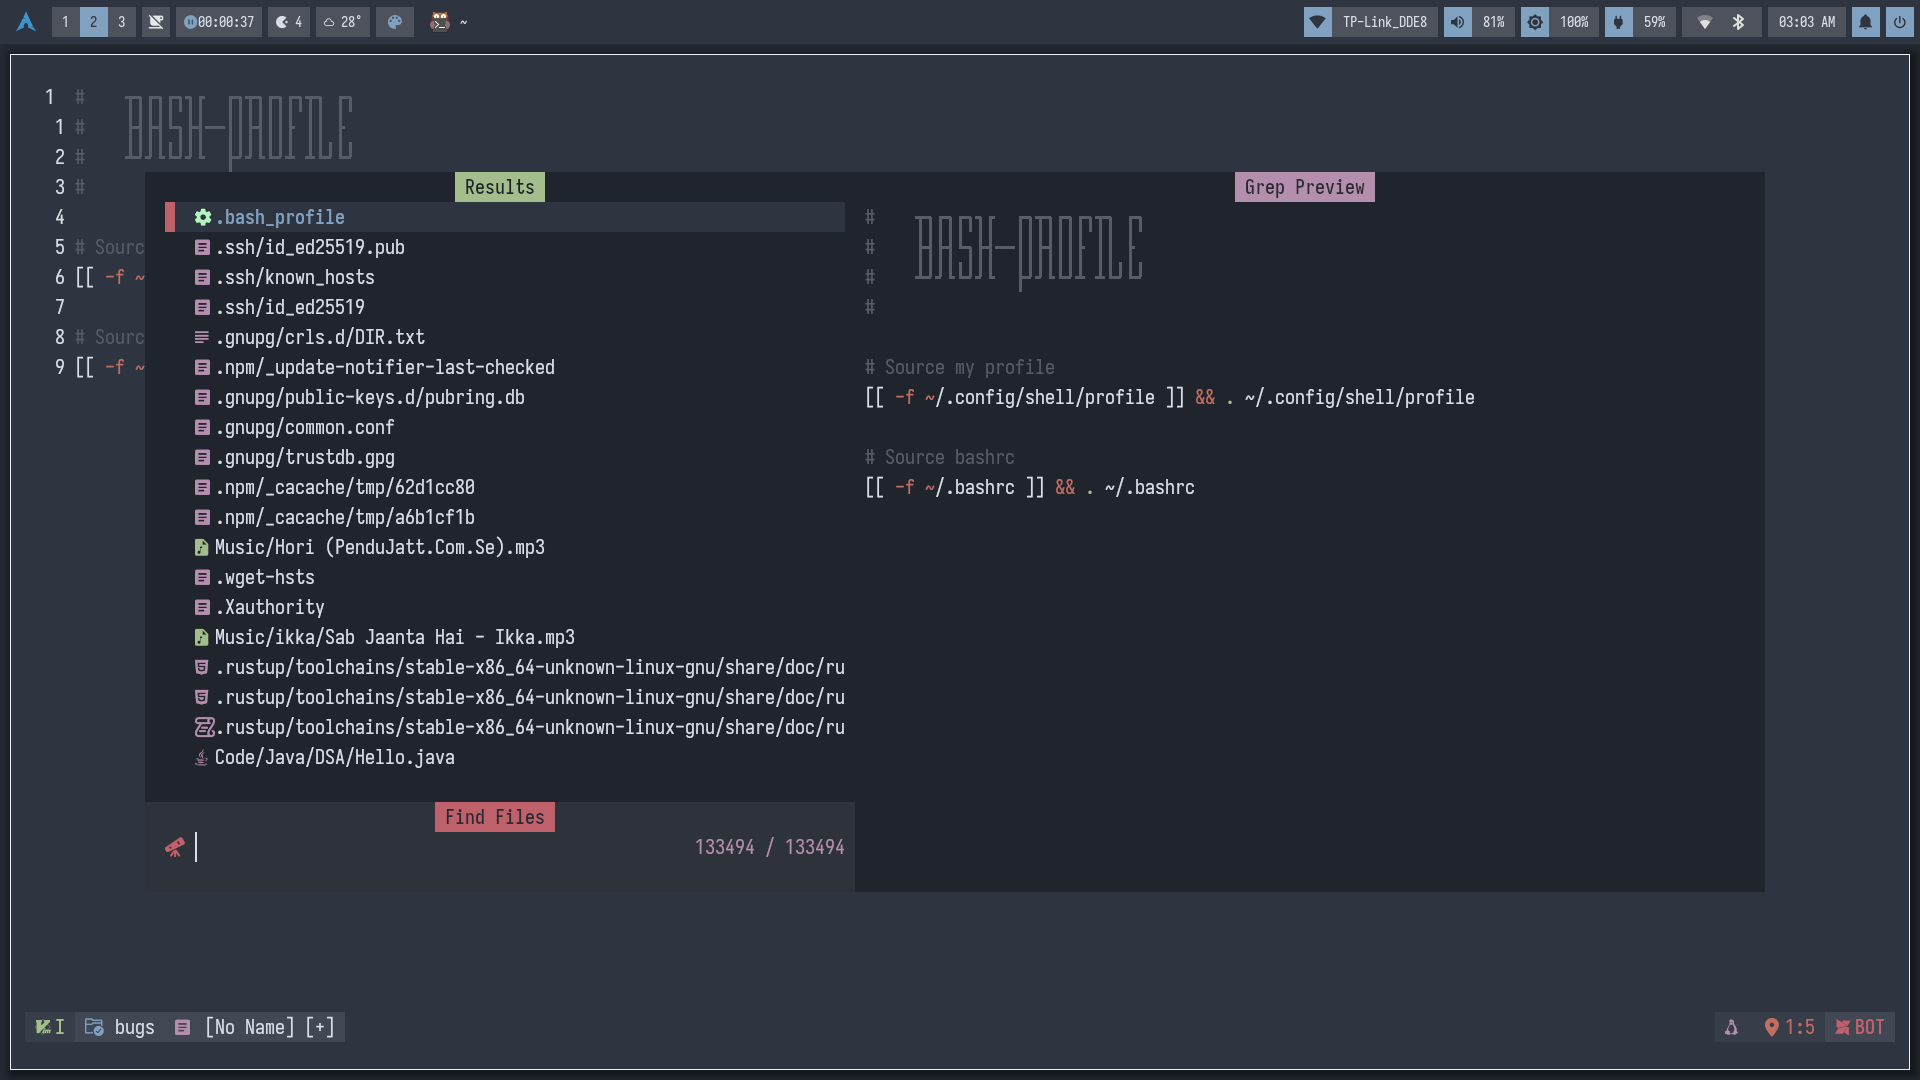 1 2 3 00:00:37 4 28° ~ TP-Link_DDE8 81% 100% 59% 03:03 AM
1 # BASH-PROFILE
1 #
2 #
3 #
4
5 # Sourc
6 [[ -f ~
7
8 # Sourc
9 [[ -f ~
Results
.bash_profile
.ssh/id_ed25519.pub
.ssh/known_hosts
.ssh/id_ed25519
.gnupg/crls.d/DIR.txt
.npm/_update-notifier-last-checked
.gnupg/public-keys.d/pubring.db
.gnupg/common.conf
.gnupg/trustdb.gpg
.npm/_cacache/tmp/62d1cc80
.npm/_cacache/tmp/a6b1cf1b
Music/Hori (PenduJatt.Com.Se).mp3
.wget-hsts
.Xauthority
Music/ikka/Sab Jaanta Hai - Ikka.mp3
.rustup/toolchains/stable-x86_64-unknown-linux-gnu/share/doc/ru
.rustup/toolchains/stable-x86_64-unknown-linux-gnu/share/doc/ru
.rustup/toolchains/stable-x86_64-unknown-linux-gnu/share/doc/ru
Code/Java/DSA/Hello.java
Find Files
133494 / 133494
Grep Preview
# BASH-PROFILE
#
#
#
# Source my profile
[[ -f ~/.config/shell/profile ]] && . ~/.config/shell/profile
# Source bashrc
[[ -f ~/.bashrc ]] && . ~/.bashrc
I bugs [No Name] [+] 1:5 BOT